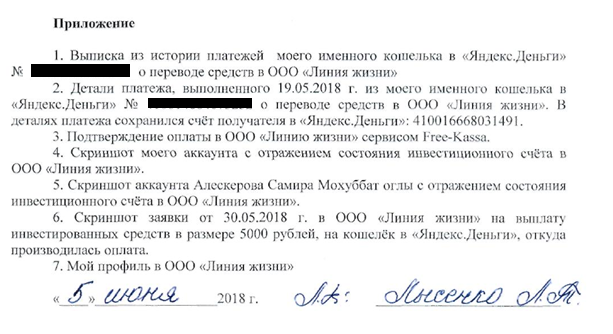 Приложение
1. Выписка из истории платежей моего именного кошелька в «Яндекс.Деньги»
№ о переводе средств в ООО «Линия жизни»
2. Детали платежа, выполненного 19.05.2018 г. из моего именного кошелька в
«Яндекс.Деньги» № о переводе средств в ООО «Линия жизни». В
деталях платежа сохранился счёт получателя в «Яндекс.Деньги»: 410016668031491.
3. Подтверждение оплаты в ООО «Линию жизни» сервисом Free-Kassa.
4. Скриншот моего аккаунта с отражением состояния инвестиционного счёта в
ООО «Линия жизни».
5. Скриншот аккаунта Алескерова Самира Мохуббат оглы с отражением состояния
инвестиционного счёта в ООО «Линия жизни».
6. Скриншот заявки от 30.05.2018 г. в ООО «Линия жизни» на выплату
инвестированных средств в размере 5000 рублей, на кошелёк в «Яндекс.Деньги», откуда
производилась оплата.
7. Мой профиль в ООО «Линия жизни»
« 5 » июня 2018 г. Лысенко Л.Т.